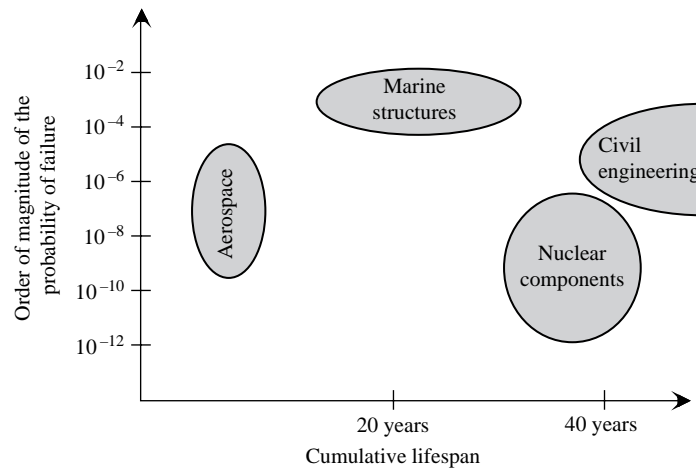 Order of magnitude of the
probability of failure
10⁻²
10⁻⁴
10⁻⁶
10⁻⁸
10⁻¹⁰
10⁻¹²
Marine
structures
Civil
engineering
Aerospace
Nuclear
components
20 years
40 years
Cumulative lifespan